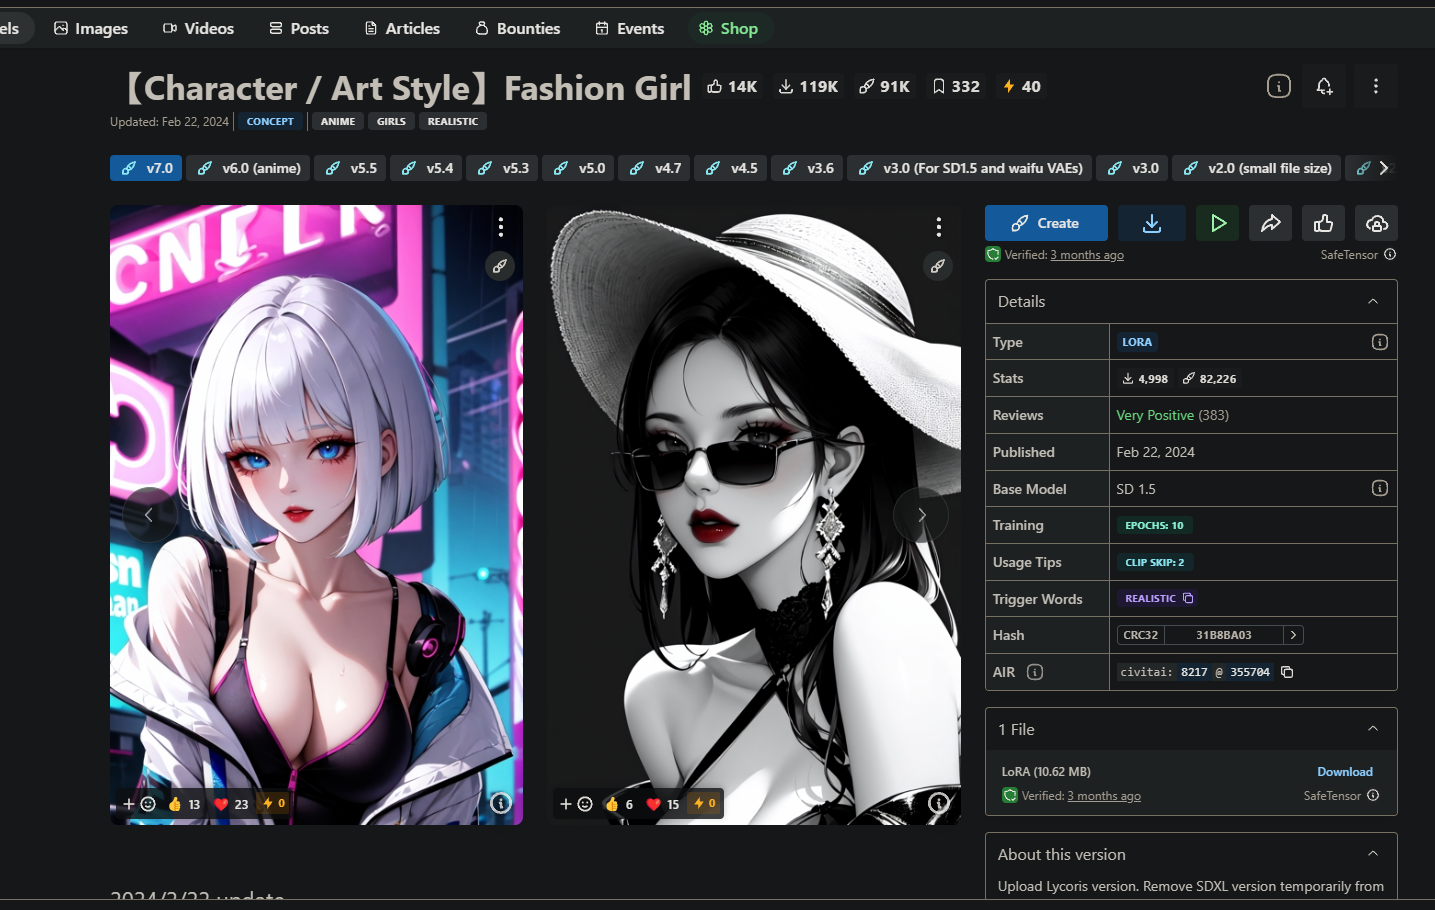 els Images Videos Posts Articles Bounties Events Shop
【Character / Art Style】Fashion Girl 14K 119K 91K 332 40
Updated: Feb 22, 2024 CONCEPT ANIME GIRLS REALISTIC
v7.0 v6.0 (anime) v5.5 v5.4 v5.3 v5.0 v4.7 v4.5 v3.6 v3.0 (For SD1.5 and waifu VAEs) v3.0 v2.0 (small file size)
Create
Verified: 3 months ago SafeTensor
Details
Type LORA
Stats 4,998 82,226
Reviews Very Positive (383)
Published Feb 22, 2024
Base Model SD 1.5
Training EPOCHS: 10
Usage Tips CLIP SKIP: 2
Trigger Words REALISTIC
Hash CRC32 31B8BA03
AIR civitai: 8217 @ 355704
13 23 0
6 15 0
1 File
LoRA (10.62 MB) Download
Verified: 3 months ago SafeTensor
About this version
Upload Lycoris version. Remove SDXL version temporarily from
2024/2/22 update